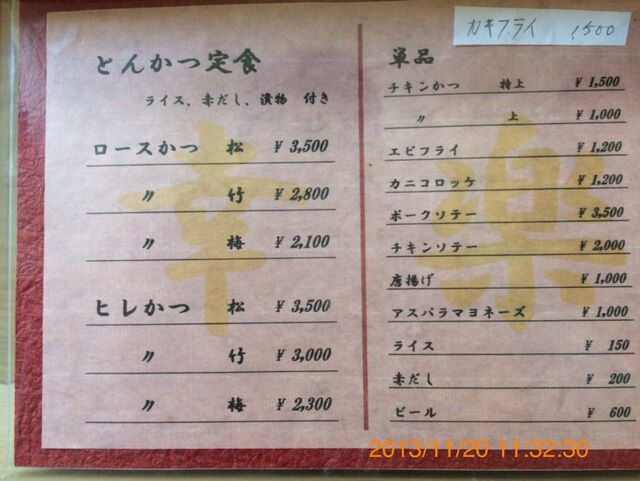 とんかつ定食
ライス、赤だし、漬物 付き
ロースかつ 松 ¥ 3,500
〃 竹 ¥ 2,800
〃 梅 ¥ 2,100
ヒレかつ 松 ¥ 3,500
〃 竹 ¥ 3,000
〃 梅 ¥ 2,300
カキフライ 1,500
単品
チキンかつ 特上 ¥ 1,500
〃 上 ¥ 1,000
エビフライ ¥ 1,200
カニコロッケ ¥ 1,200
ポークソテー ¥ 3,500
チキンソテー ¥ 2,000
唐揚げ ¥ 1,000
アスパラマヨネーズ ¥ 1,000
ライス ¥ 150
赤だし ¥ 200
ビール ¥ 600
幸楽
2013/11/20 11:32:30